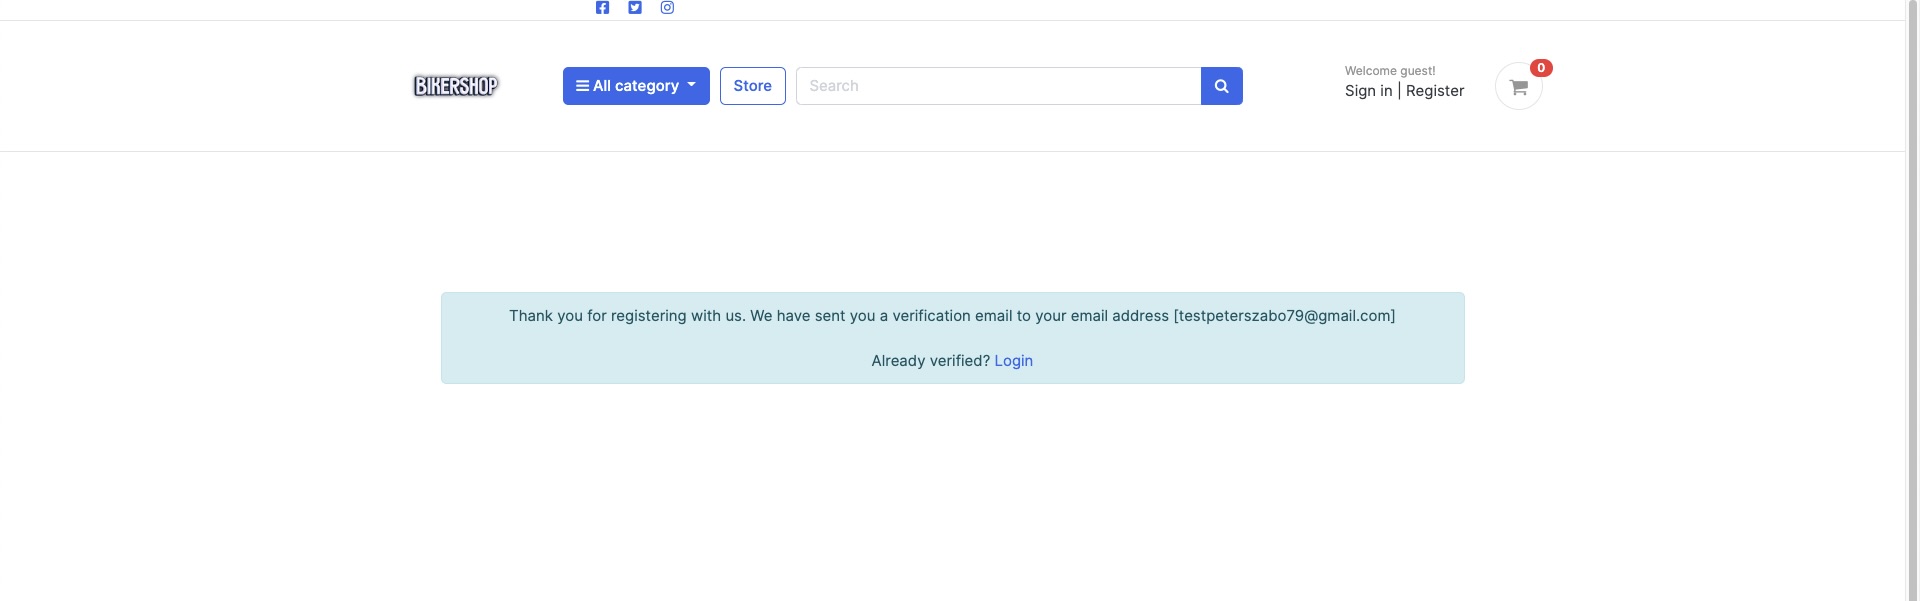 BIKERSHOP
All category
Store
Search
Welcome guest!
Sign in | Register
0
Thank you for registering with us. We have sent you a verification email to your email address [testpeterszabo79@gmail.com]
Already verified? Login